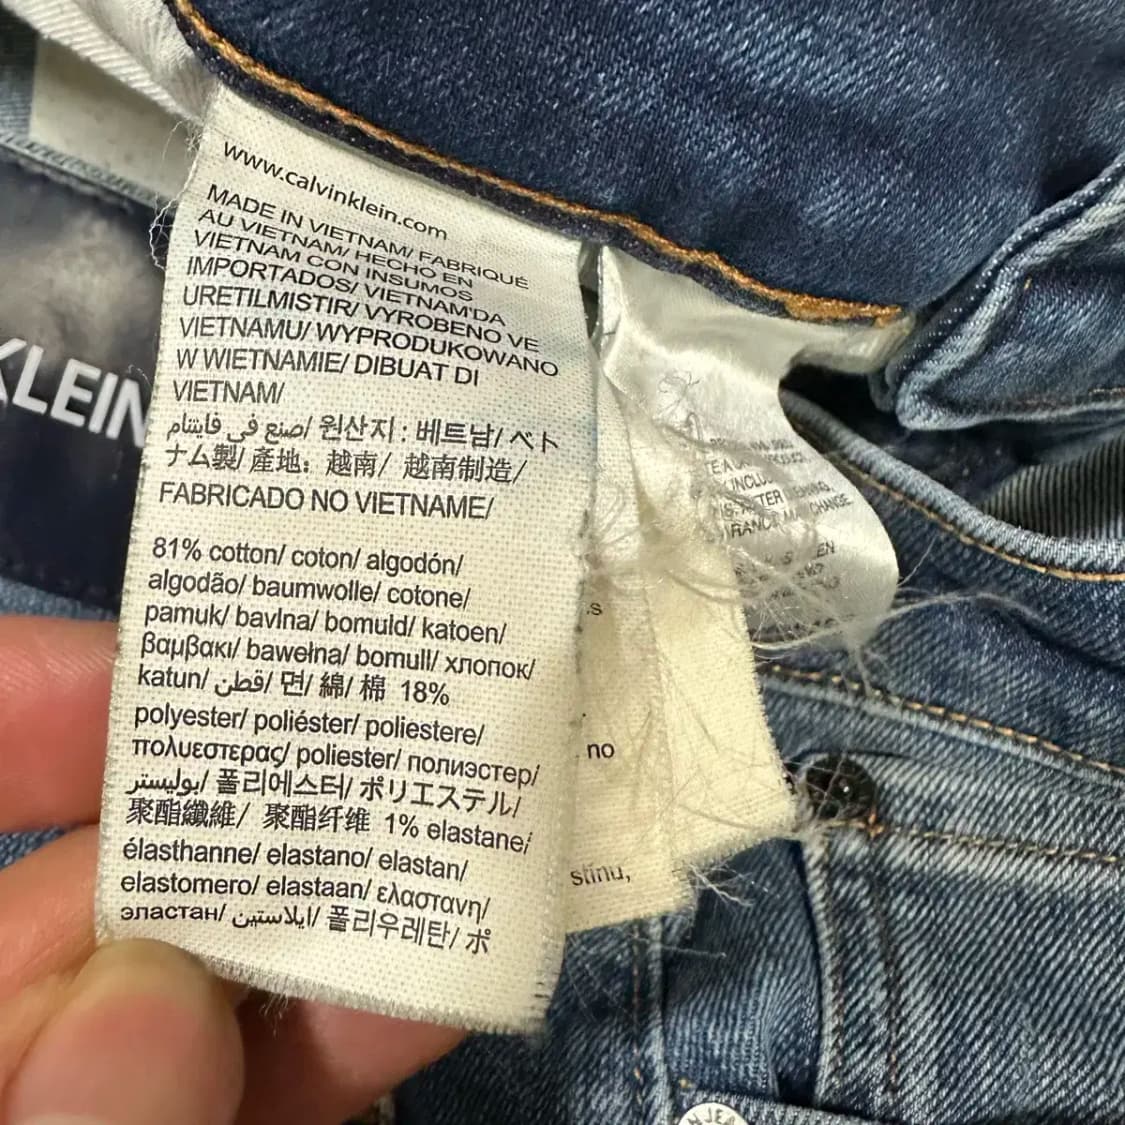 www.calvinklein.com
MADE IN VIETNAM/ FABRIQUÉ
AU VIETNAM/ HECHO EN
VIETNAM CON INSUMOS
IMPORTADOS/ VIETNAM'DA
URETILMISTIR/ VYROBENO VE
VIETNAMU/ WYPRODUKOWANO
W WIETNAMIE/ DIBUAT DI
VIETNAM/
صنع في فايتنام/ 원산지 : 베트남/ ベト
ナム製/ 產地：越南/ 越南制造/
FABRICADO NO VIETNAME/
81% cotton/ coton/ algodón/
algodão/ baumwolle/ cotone/
pamuk/ bavlna/ bomuld/ katoen/
βαμβακι/ bawełna/ bomull/ хлопок/
katun/ قطن/ 면/ 綿/ 棉 18%
polyester/ poliéster/ poliestere/
πολυεστερας/ poliester/ полиэстер/
بوليستر/ 폴리에스터/ ポリエステル/
聚酯纖維/ 聚酯纤维 1% elastane/
élasthanne/ elastano/ elastan/
elastomero/ elastaan/ ελαστανη/
эластан/ ايلاستين/ 폴리우레탄/ ポ
KLEIN
no
stínu,
CHANGE